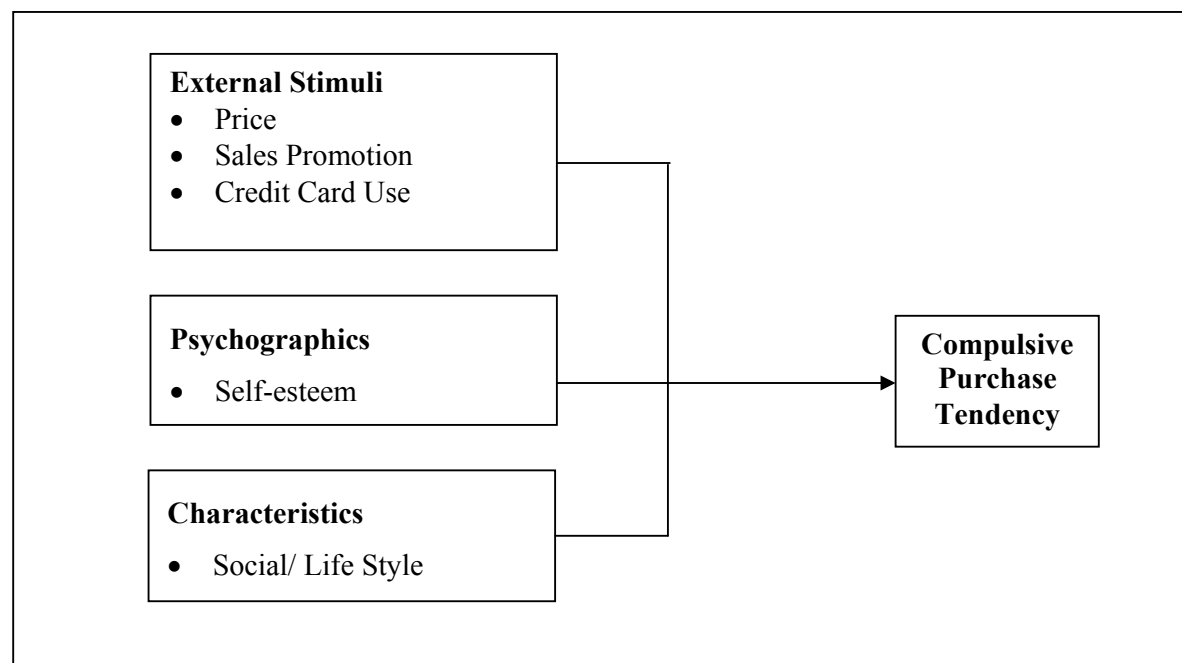 External Stimuli
• Price
• Sales Promotion
• Credit Card Use
Psychographics
• Self-esteem
Characteristics
• Social/ Life Style
Compulsive
Purchase
Tendency